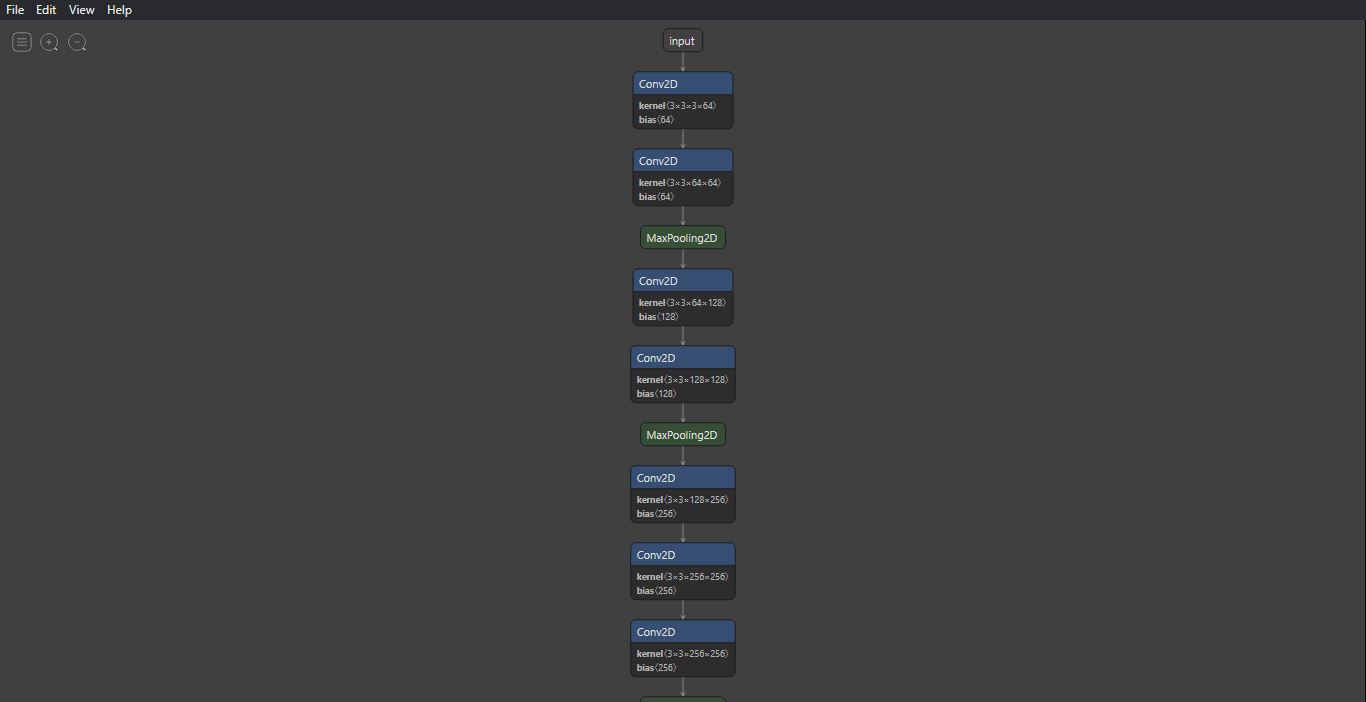 File Edit View Help
input
Conv2D
kernel⟨3×3×3×64⟩
bias⟨64⟩
Conv2D
kernel⟨3×3×64×64⟩
bias⟨64⟩
MaxPooling2D
Conv2D
kernel⟨3×3×64×128⟩
bias⟨128⟩
Conv2D
kernel⟨3×3×128×128⟩
bias⟨128⟩
MaxPooling2D
Conv2D
kernel⟨3×3×128×256⟩
bias⟨256⟩
Conv2D
kernel⟨3×3×256×256⟩
bias⟨256⟩
Conv2D
kernel⟨3×3×256×256⟩
bias⟨256⟩